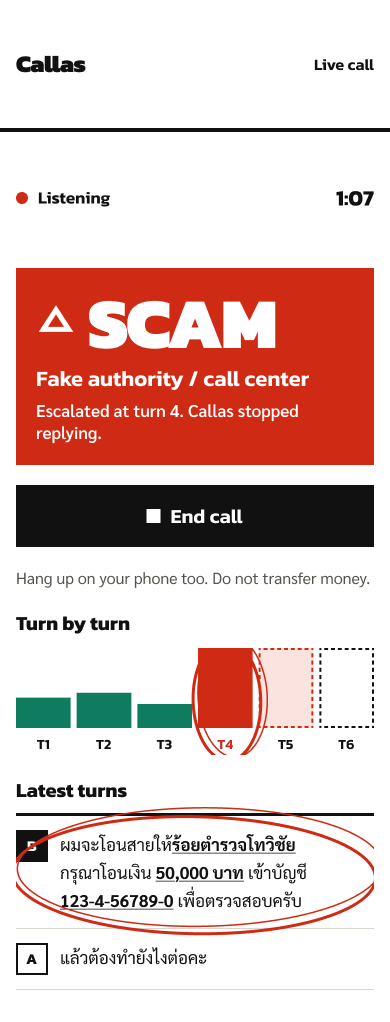 Callas
Live call
Listening
1:07
SCAM
Fake authority / call center
Escalated at turn 4. Callas stopped
replying.
End call
Hang up on your phone too. Do not transfer money.
Turn by turn
T1 T2 T3 T4 T5 T6
Latest turns
B
ผมจะโอนสายให้ร้อยตำรวจโทวิชัย
กรุณาโอนเงิน 50,000 บาท เข้าบัญชี
123-4-56789-0 เพื่อตรวจสอบครับ
A
แล้วต้องทำยังไงต่อคะ